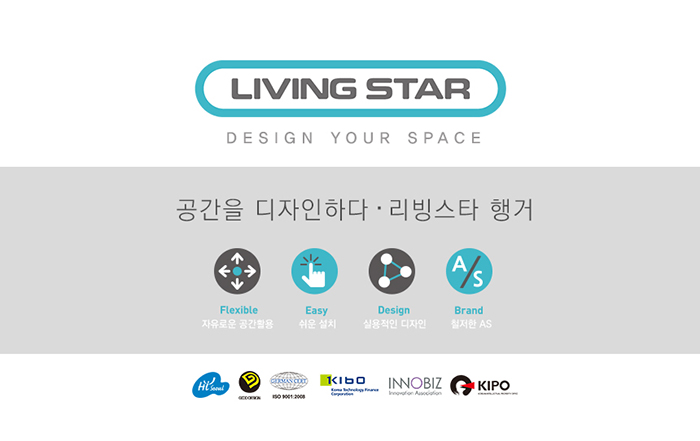 LIVING STAR
DESIGN YOUR SPACE
공간을 디자인하다 · 리빙스타 행거
A/S
Flexible
자유로운 공간활용
Easy
쉬운 설치
Design
실용적인 디자인
Brand
철저한 AS
Hi Seoul
GOOD DESIGN
GERMAN CERT
ISO 9001:2008
KIBO
Korea Technology Finance
Corporation
INNOBIZ
Innovation Association
KIPO